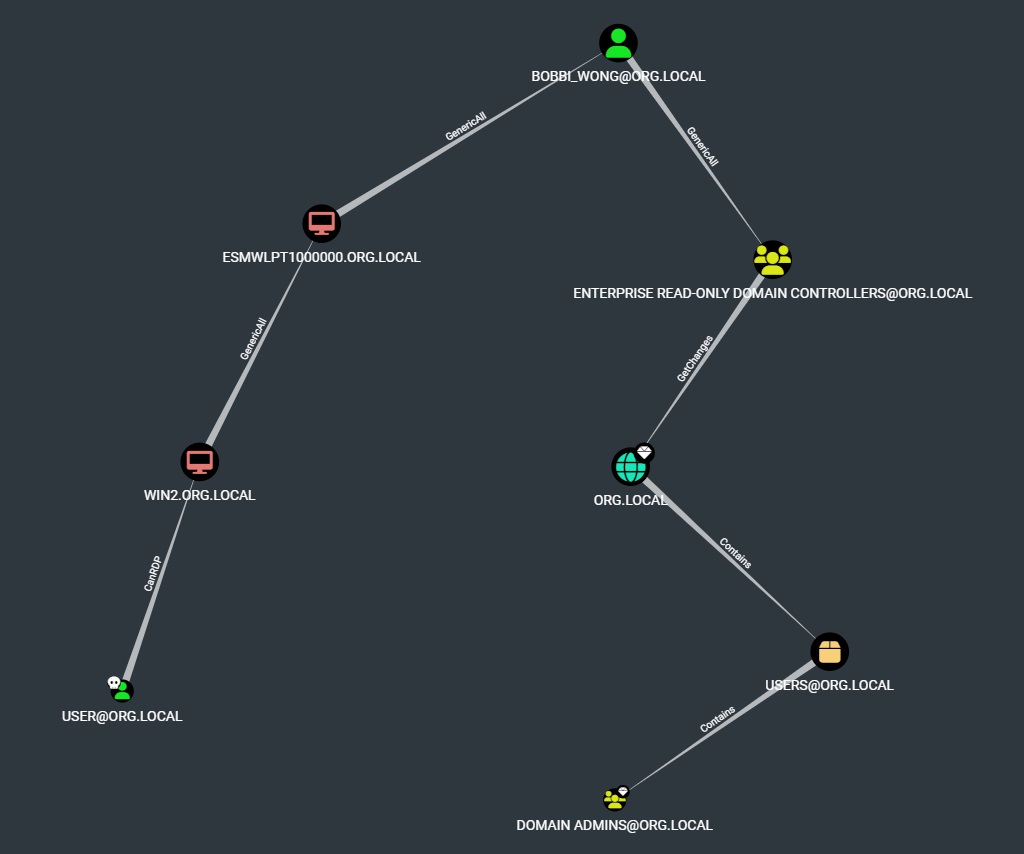 BOBBI_WONG@ORG.LOCAL
GenericAll
GenericAll
ESMWLPT1000000.ORG.LOCAL
ENTERPRISE READ-ONLY DOMAIN CONTROLLERS@ORG.LOCAL
GenericAll
GetChanges
WIN2.ORG.LOCAL
ORG.LOCAL
CanRDP
Contains
USERS@ORG.LOCAL
USER@ORG.LOCAL
Contains
DOMAIN ADMINS@ORG.LOCAL